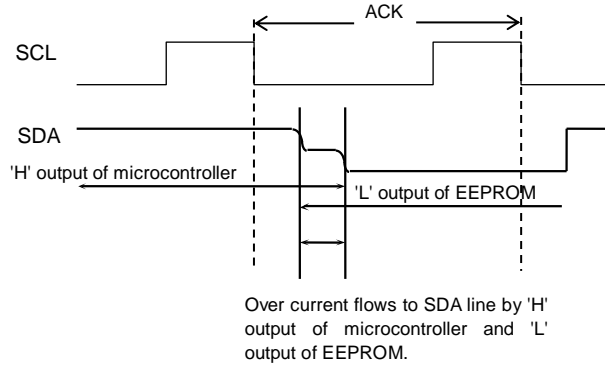 ACK
SCL
SDA
'H' output of microcontroller
'L' output of EEPROM
Over current flows to SDA line by 'H'
output of microcontroller and 'L'
output of EEPROM.